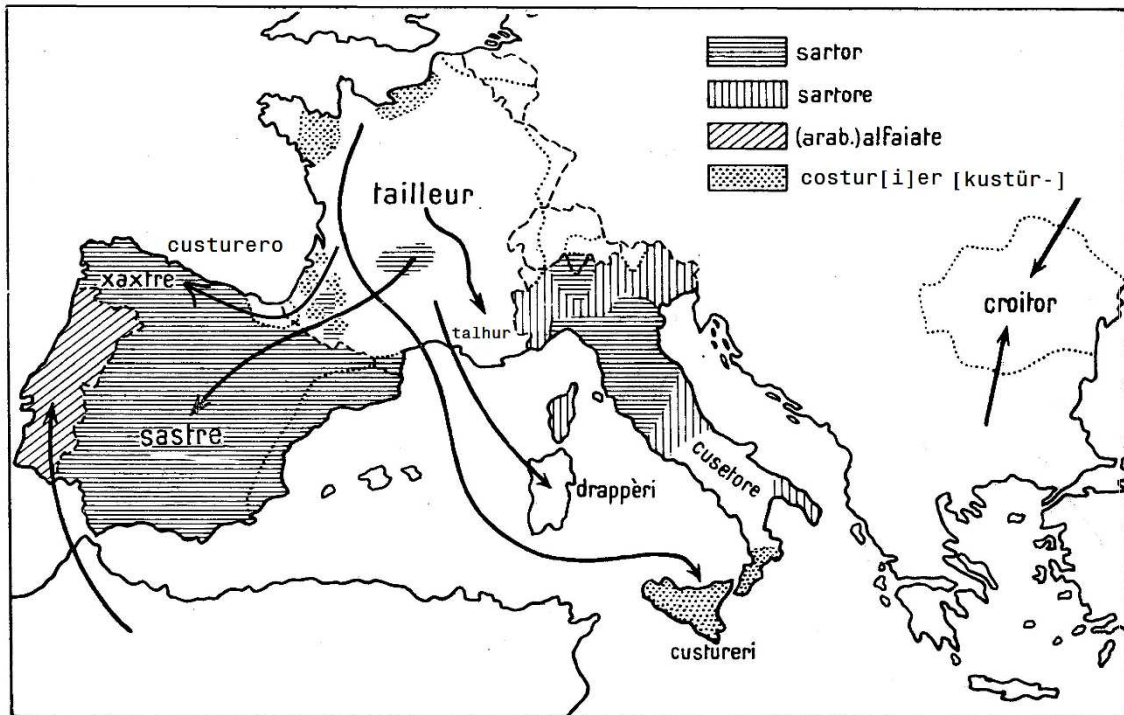 sartor
sartore
(arab.)alfaiate
costur[i]er [kustür-]
tailleur
custurero
xaxtre
talhur
croitor
sastre
cusetore
drappèri
custureri